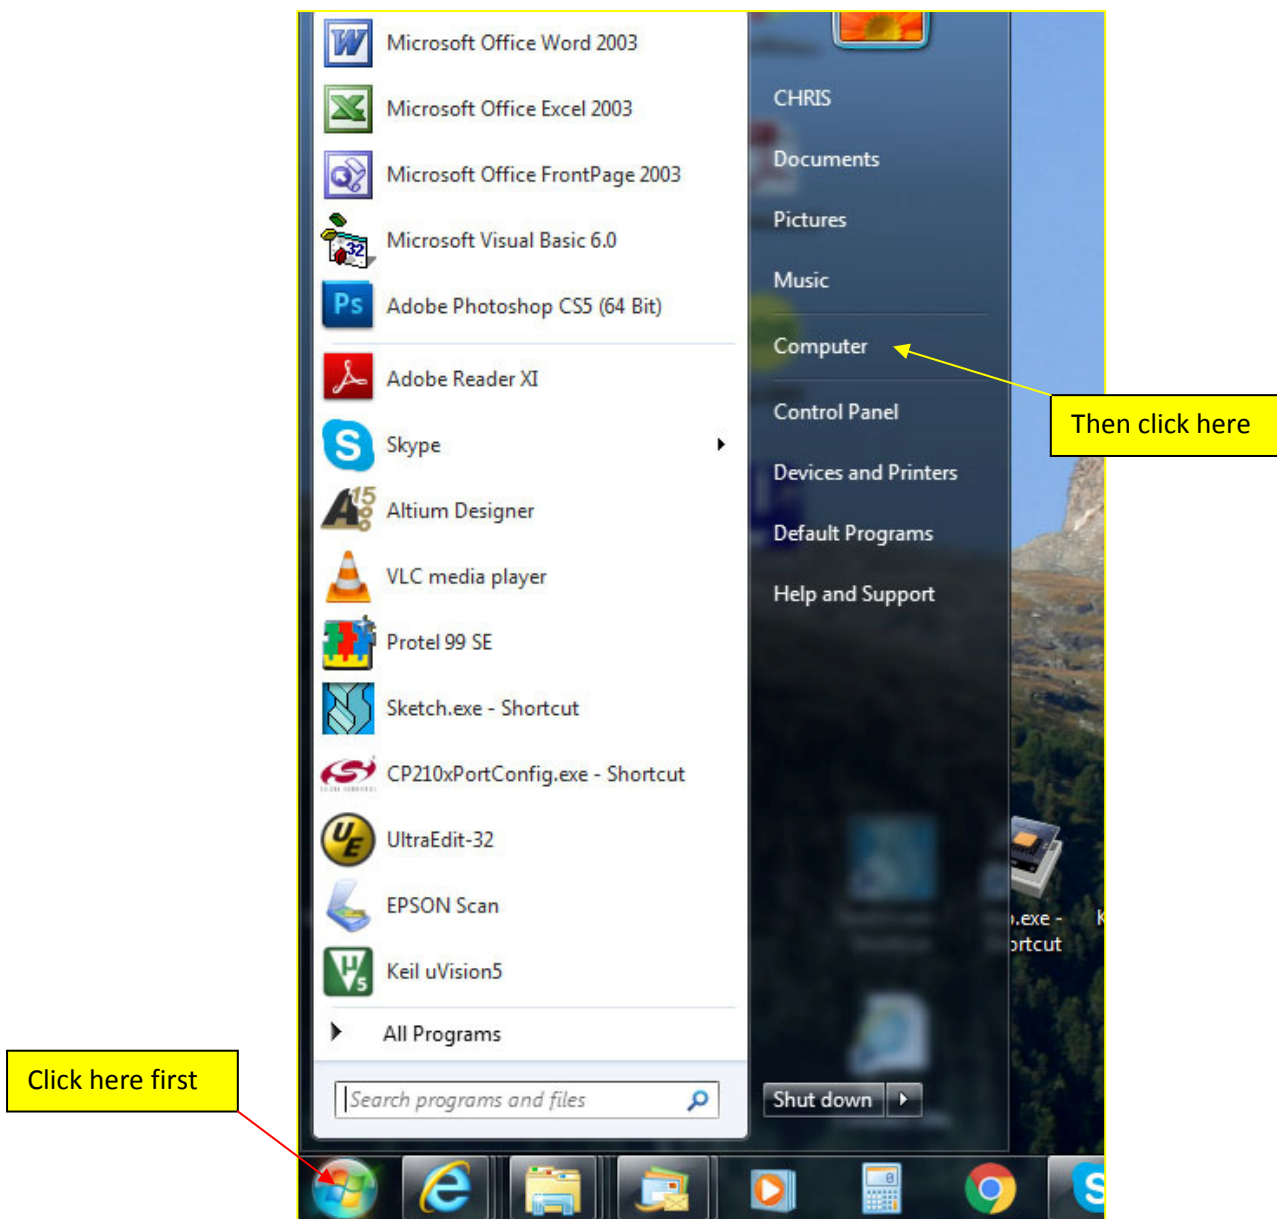 Microsoft Office Word 2003
Microsoft Office Excel 2003
Microsoft Office FrontPage 2003
Microsoft Visual Basic 6.0
Adobe Photoshop CS5 (64 Bit)
Adobe Reader XI
Skype
Altium Designer
VLC media player
Protel 99 SE
Sketch.exe - Shortcut
CP210xPortConfig.exe - Shortcut
UltraEdit-32
EPSON Scan
Keil uVision5
All Programs
Search programs and files
CHRIS
Documents
Pictures
Music
Computer
Control Panel
Devices and Printers
Default Programs
Help and Support
Shut down
Then click here
Click here first
.exe -
ortcut